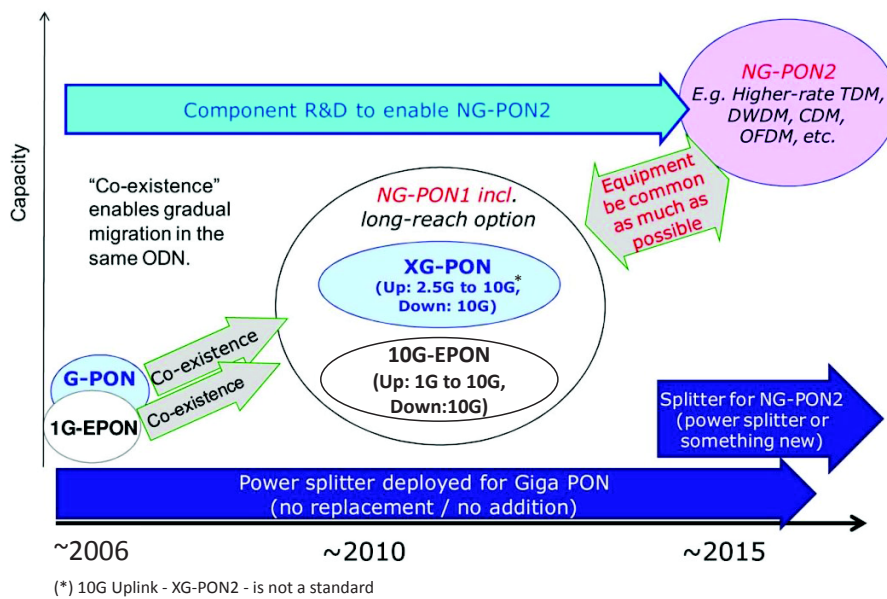 Capacity
Component R&D to enable NG-PON2
NG-PON2
E.g. Higher-rate TDM,
DWDM, CDM,
OFDM, etc.
“Co-existence”
enables gradual
migration in the
same ODN.
NG-PON1 incl.
long-reach option
Equipment
be common
as much as
possible
XG-PON
(Up: 2.5G to 10G,*
Down: 10G)
10G-EPON
(Up: 1G to 10G,
Down:10G)
G-PON
1G-EPON
Co-existence
Co-existence
Splitter for NG-PON2
(power splitter or
something new)
Power splitter deployed for Giga PON
(no replacement / no addition)
~2006
~2010
~2015
(*) 10G Uplink - XG-PON2 - is not a standard